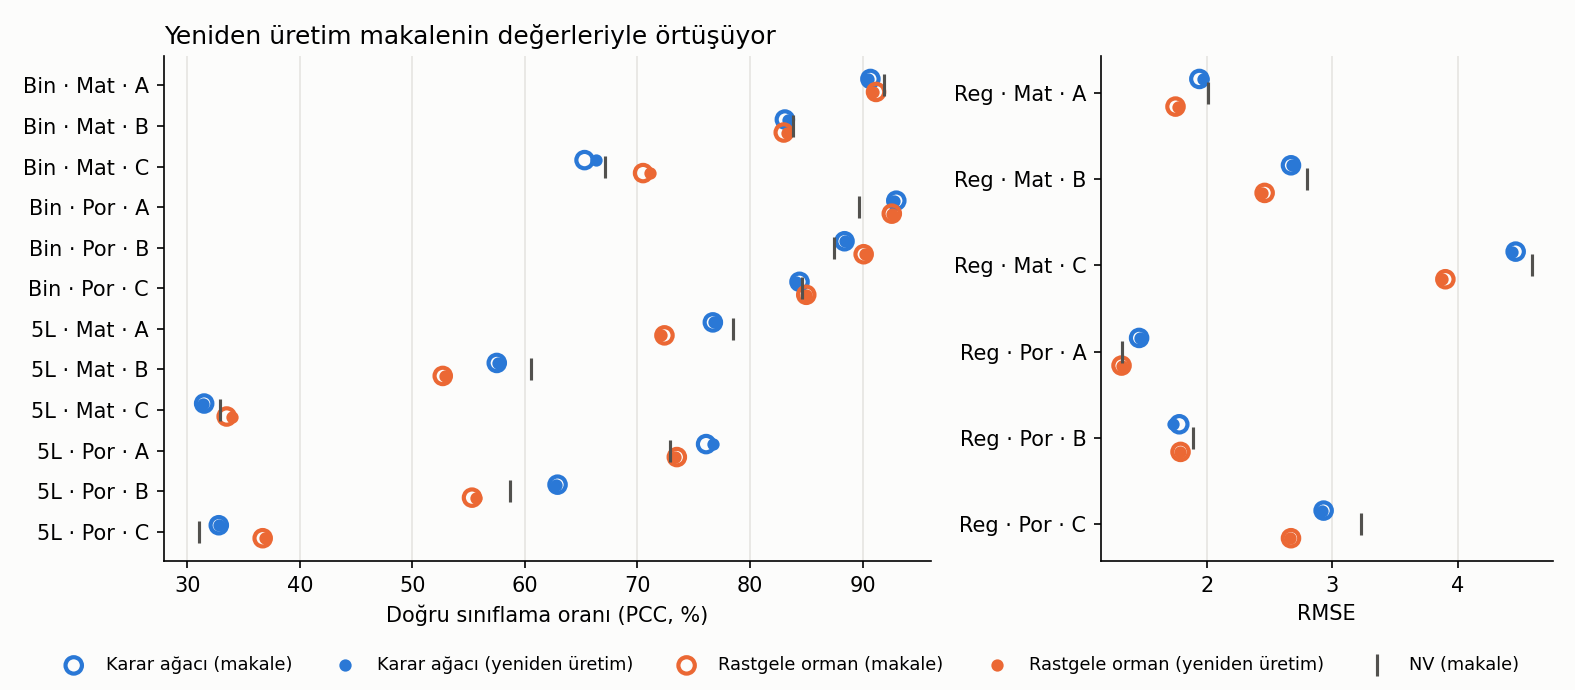 Yeniden üretim makalenin değerleriyle örtüşüyor
Bin · Mat · A
Bin · Mat · B
Bin · Mat · C
Bin · Por · A
Bin · Por · B
Bin · Por · C
5L · Mat · A
5L · Mat · B
5L · Mat · C
5L · Por · A
5L · Por · B
5L · Por · C
30 40 50 60 70 80 90
Doğru sınıflama oranı (PCC, %)
Reg · Mat · A
Reg · Mat · B
Reg · Mat · C
Reg · Por · A
Reg · Por · B
Reg · Por · C
2 3 4
RMSE
Karar ağacı (makale) Karar ağacı (yeniden üretim) Rastgele orman (makale) Rastgele orman (yeniden üretim) NV (makale)